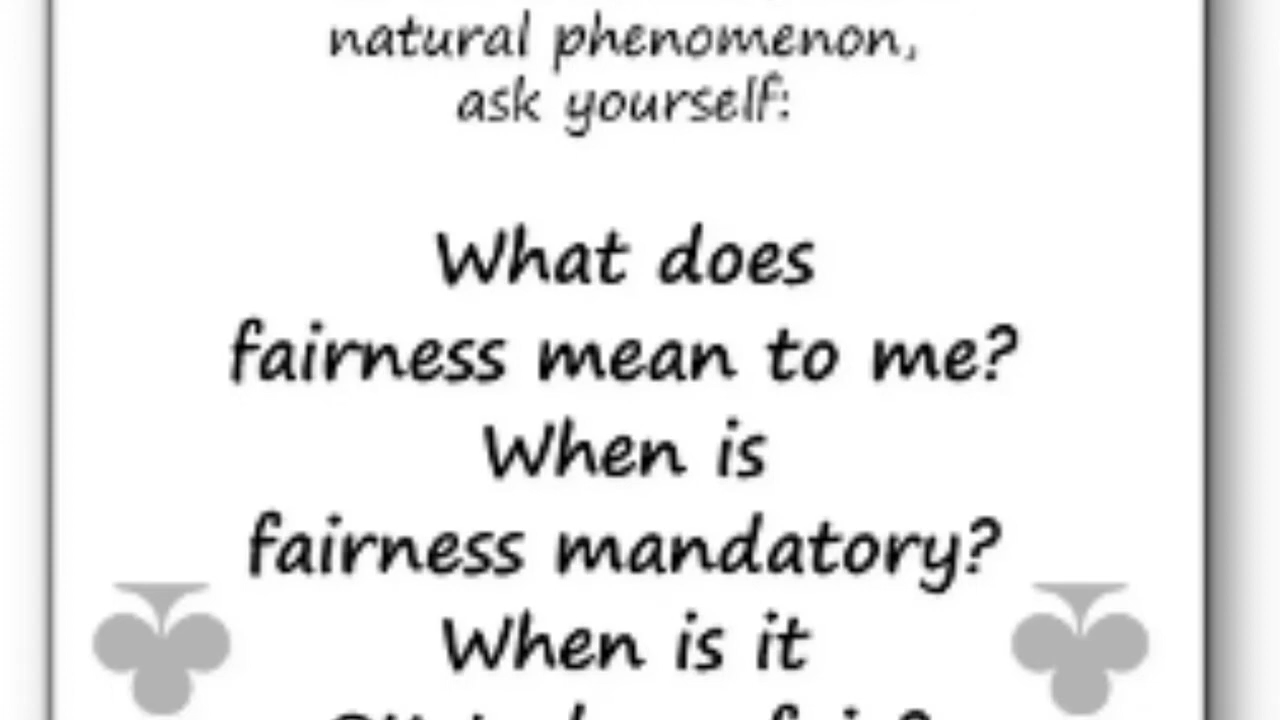 natural phenomenon,
ask yourself:
What does
fairness mean to me?
When is
fairness mandatory?
When is it